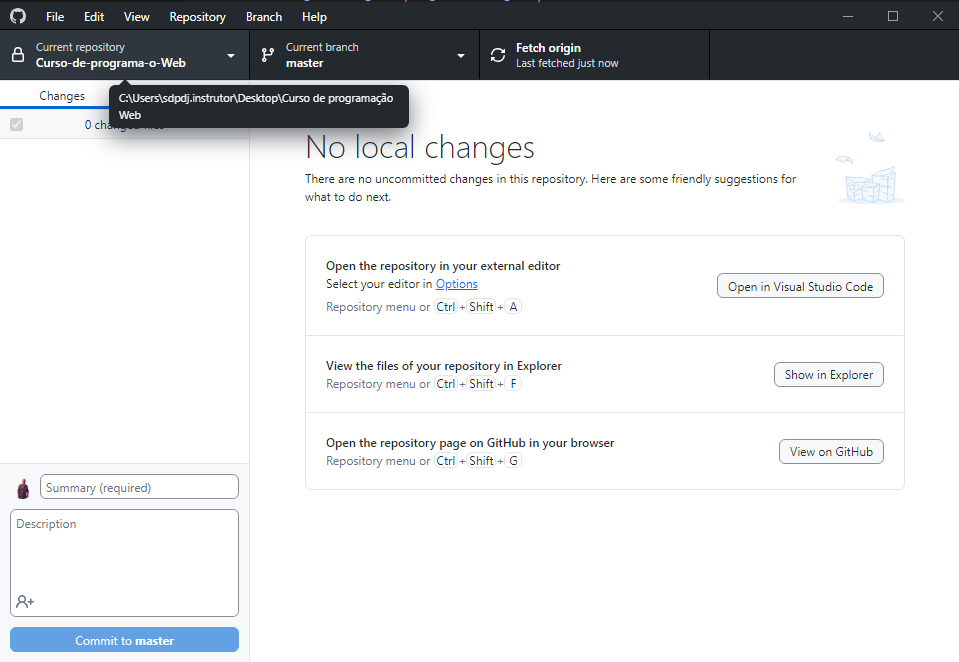 File Edit View Repository Branch Help
Current repository
Curso-de-programa-o-Web
Current branch
master
Fetch origin
Last fetched just now
Changes
C:\Users\sdpdj.instrutor\Desktop\Curso de programação
Web
0 changed files
No local changes
There are no uncommitted changes in this repository. Here are some friendly suggestions for
what to do next.
Open the repository in your external editor
Select your editor in Options
Repository menu or Ctrl + Shift + A
Open in Visual Studio Code
View the files of your repository in Explorer
Repository menu or Ctrl + Shift + F
Show in Explorer
Open the repository page on GitHub in your browser
Repository menu or Ctrl + Shift + G
View on GitHub
Summary (required)
Description
Commit to master